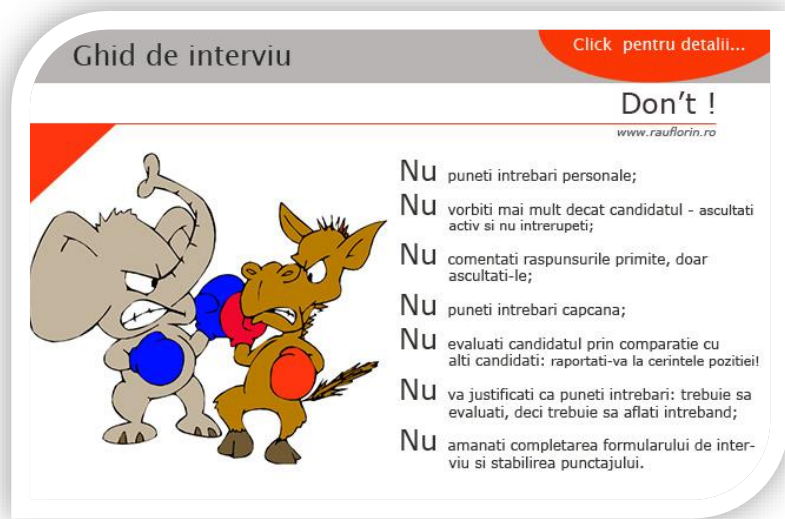 Ghid de interviu
Click pentru detalii...
Don't !
www.rauflorin.ro
Nu puneti intrebari personale;
Nu vorbiti mai mult decat candidatul - ascultati
activ si nu intrerupeti;
Nu comentati raspunsurile primite, doar
ascultati-le;
Nu puneti intrebari capcana;
Nu evaluati candidatul prin comparatie cu
alti candidati: raportati-va la cerintele pozitiei!
Nu va justificati ca puneti intrebari: trebuie sa
evaluati, deci trebuie sa aflati intreband;
Nu amanati completarea formularului de inter-
viu si stabilirea punctajului.